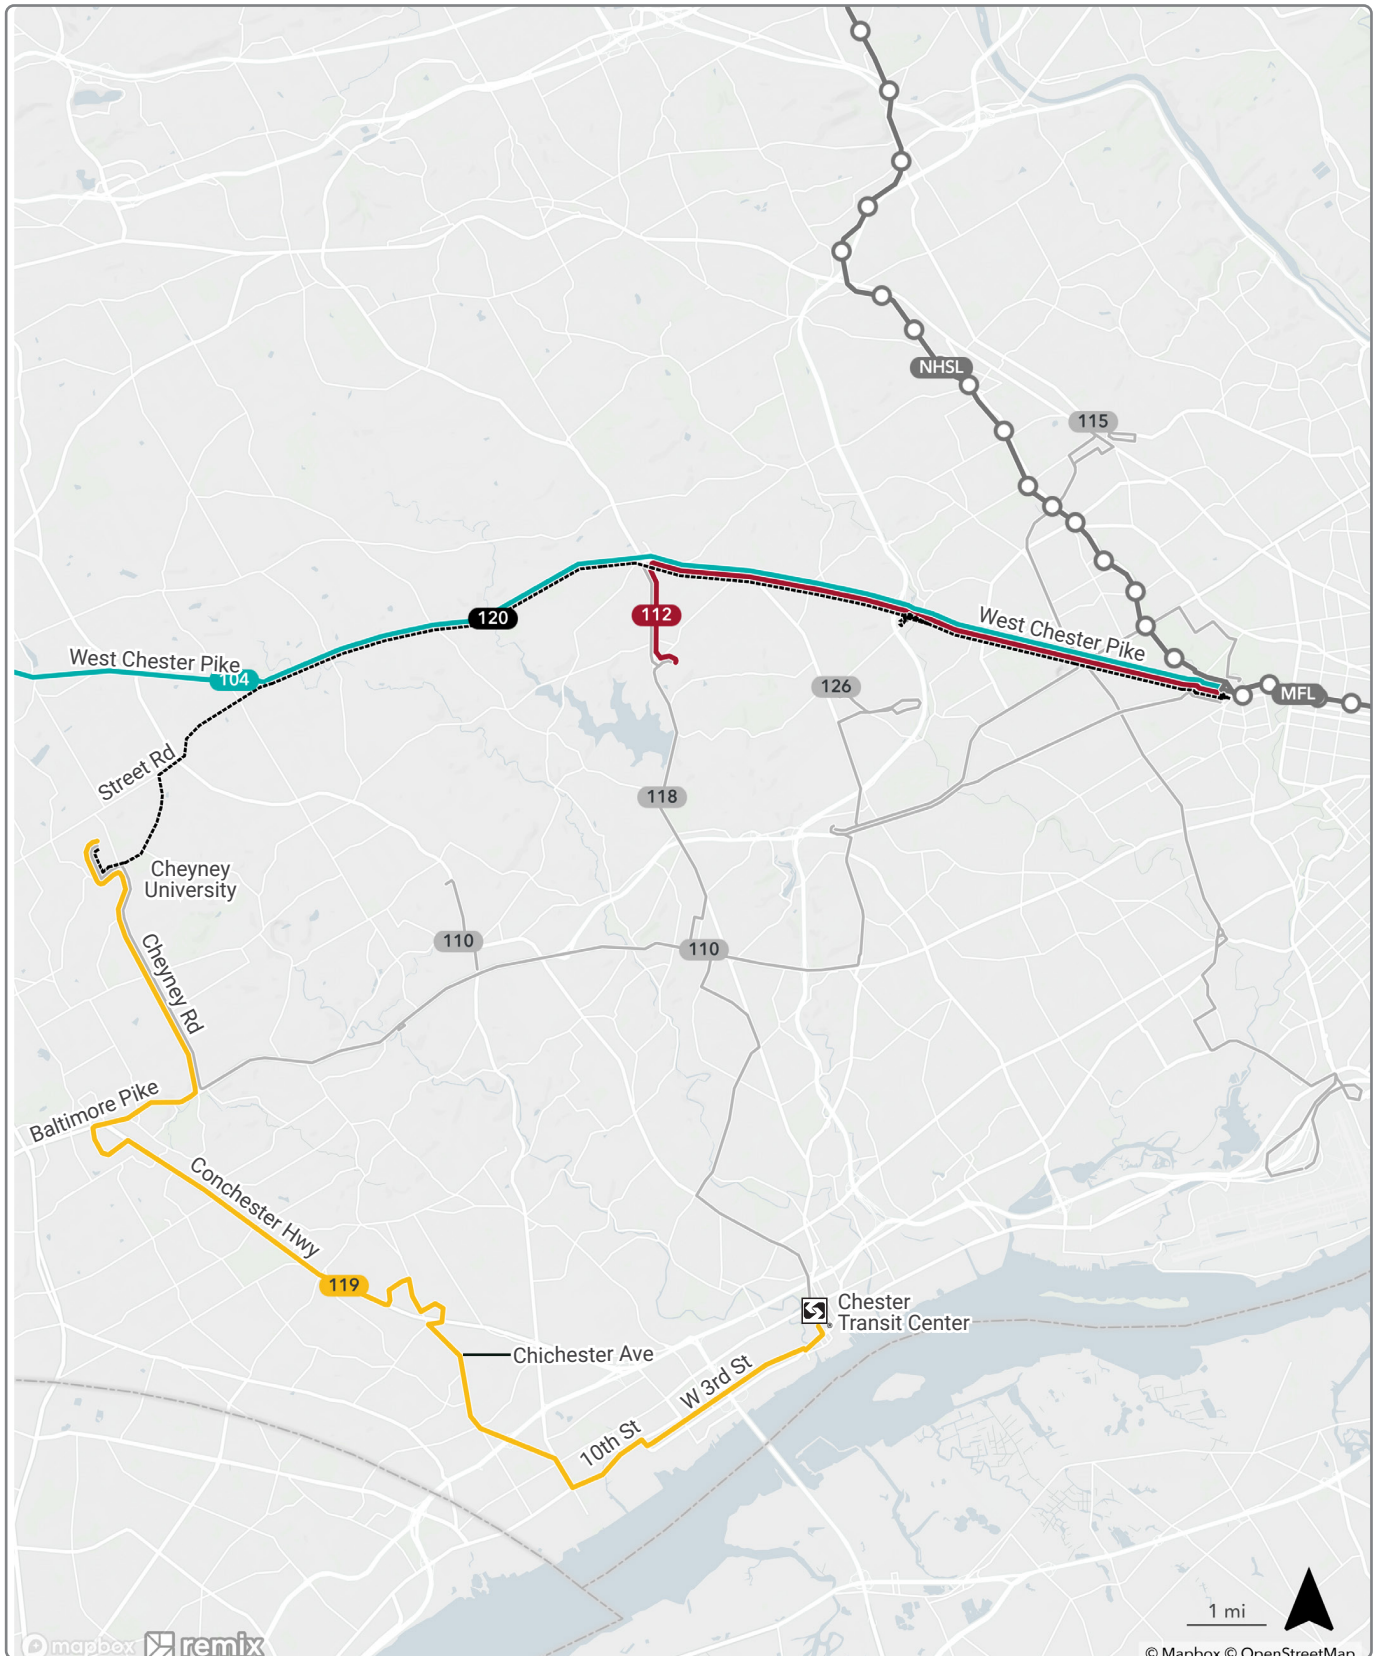 NHSL
115
120
112
West Chester Pike
West Chester Pike
104
126
MFL
Street Rd
118
Cheyney
University
110
110
Cheyney Rd
Baltimore Pike
Conchester Hwy
119
Chester
Transit Center
Chichester Ave
W 3rd St
10th St
1 mi
mapbox remix
© Mapbox © OpenStreetMap